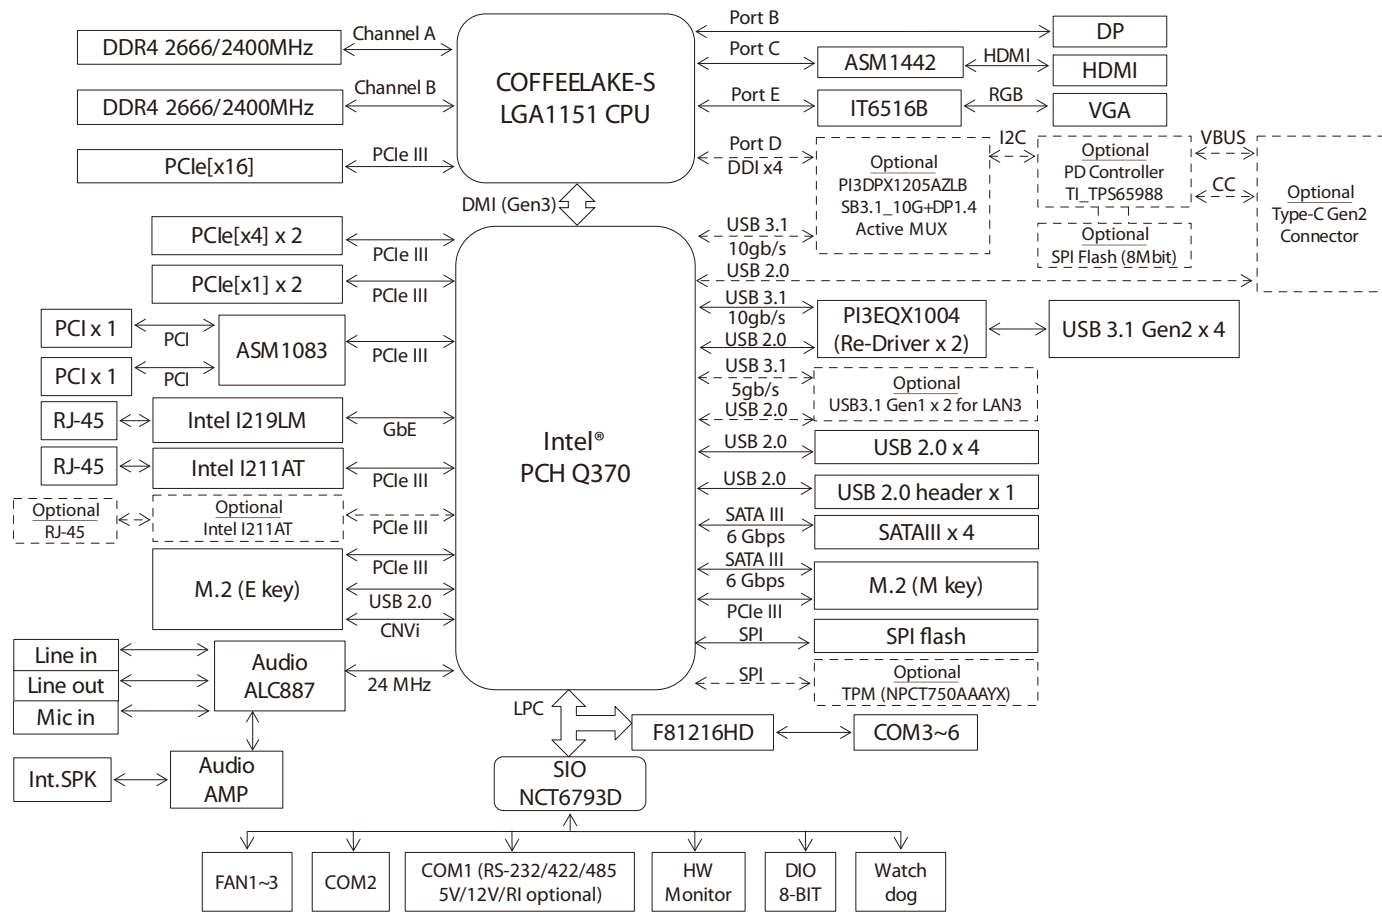 DDR4 2666/2400MHz
Channel A
DDR4 2666/2400MHz
Channel B
PCIe[x16]
PCIe III
COFFEELAKE-S
LGA1151 CPU
Port B
DP
Port C
ASM1442
HDMI
HDMI
Port E
IT6516B
RGB
VGA
Port D
DDI x4
Optional
PI3DPX1205AZLB
SB3.1_10G+DP1.4
Active MUX
I2C
Optional
PD Controller
TI_TPS65988
VBUS
CC
Optional
Type-C Gen2
Connector
Optional
SPI Flash (8Mbit)
DMI (Gen3)
PCIe[x4] x 2
PCIe III
PCIe[x1] x 2
PCIe III
PCI x 1
PCI
PCI x 1
PCI
ASM1083
PCIe III
RJ-45
Intel I219LM
GbE
RJ-45
Intel I211AT
PCIe III
Optional
RJ-45
Optional
Intel I211AT
PCIe III
M.2 (E key)
PCIe III
USB 2.0
CNVi
Line in
Line out
Mic in
Audio
ALC887
24 MHz
Int.SPK
Audio
AMP
Intel®
PCH Q370
USB 3.1
10gb/s
USB 2.0
USB 3.1
10gb/s
USB 2.0
PI3EQX1004
(Re-Driver x 2)
USB 3.1 Gen2 x 4
USB 3.1
5gb/s
USB 2.0
Optional
USB3.1 Gen1 x 2 for LAN3
USB 2.0
USB 2.0 x 4
USB 2.0
USB 2.0 header x 1
SATA III
6 Gbps
SATAIII x 4
SATA III
6 Gbps
PCIe III
M.2 (M key)
SPI
SPI flash
SPI
Optional
TPM (NPCT750AAAYX)
LPC
F81216HD
COM3~6
SIO
NCT6793D
FAN1~3
COM2
COM1 (RS-232/422/485
5V/12V/RI optional)
HW
Monitor
DIO
8-BIT
Watch
dog